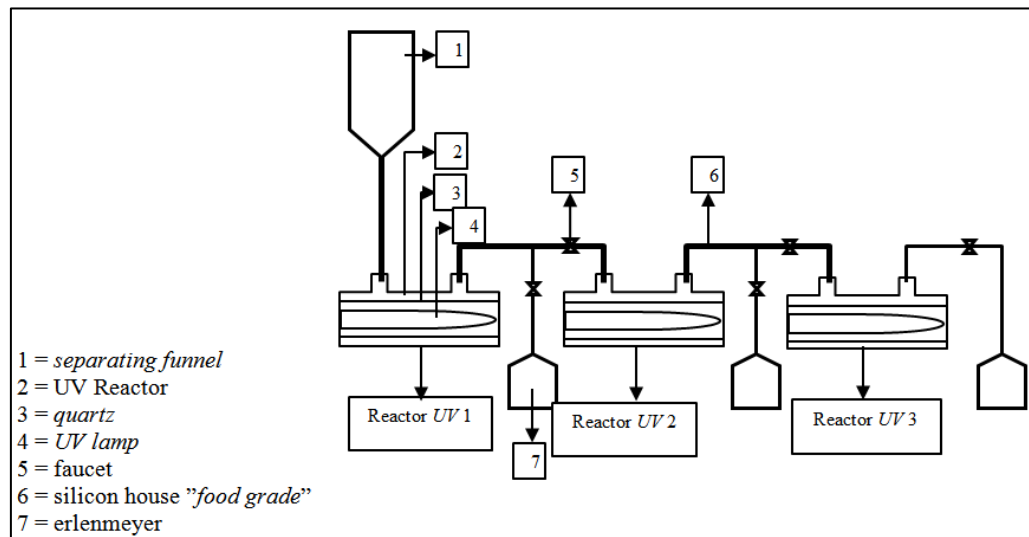 1
2
3
4
5
6
Reactor UV 1
Reactor UV 2
Reactor UV 3
7
1 = separating funnel
2 = UV Reactor
3 = quartz
4 = UV lamp
5 = faucet
6 = silicon house ”food grade”
7 = erlenmeyer